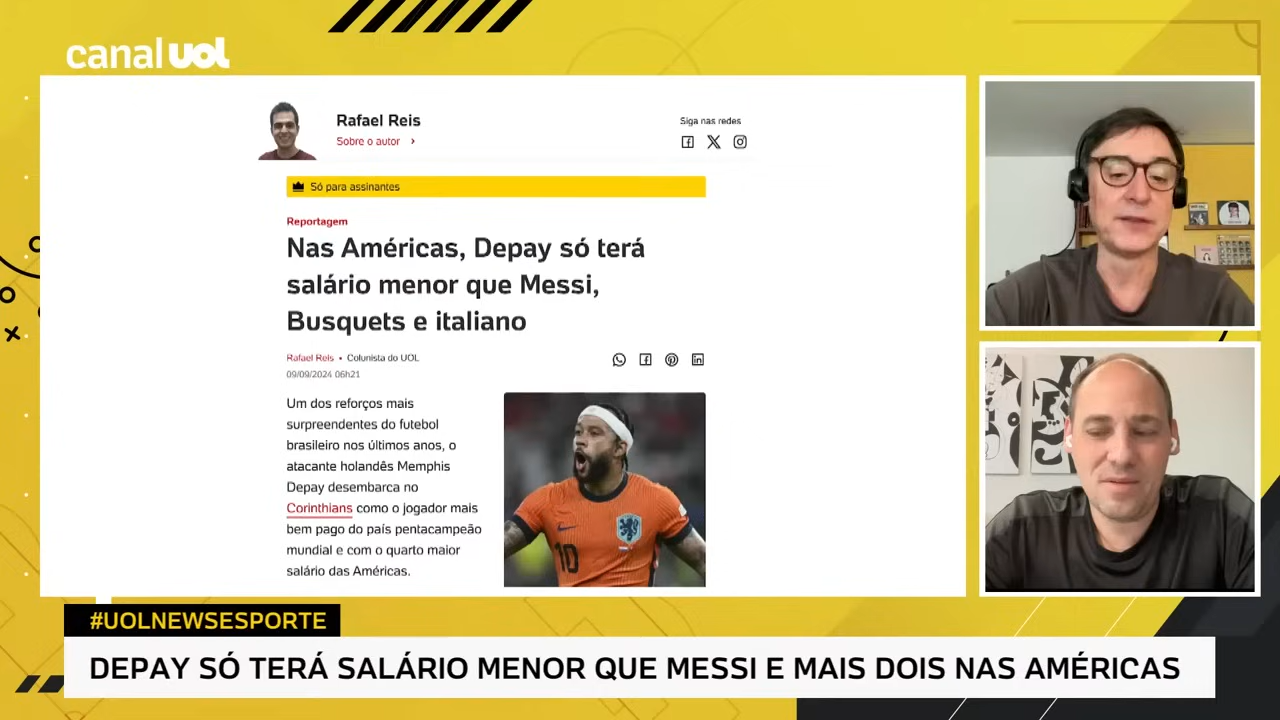 canal uol
Rafael Reis
Sobre o autor
Siga nas redes
Só para assinantes
Reportagem
Nas Américas, Depay só terá
salário menor que Messi,
Busquets e italiano
Rafael Reis • Colunista do UOL
09/09/2024 06h21
Um dos reforços mais
surpreendentes do futebol
brasileiro nos últimos anos, o
atacante holandês Memphis
Depay desembarca no
Corinthians como o jogador mais
bem pago do país pentacampeão
mundial e com o quarto maior
salário das Américas.
10
#UOLNEWSESPORTE
DEPAY SÓ TERÁ SALÁRIO MENOR QUE MESSI E MAIS DOIS NAS AMÉRICAS